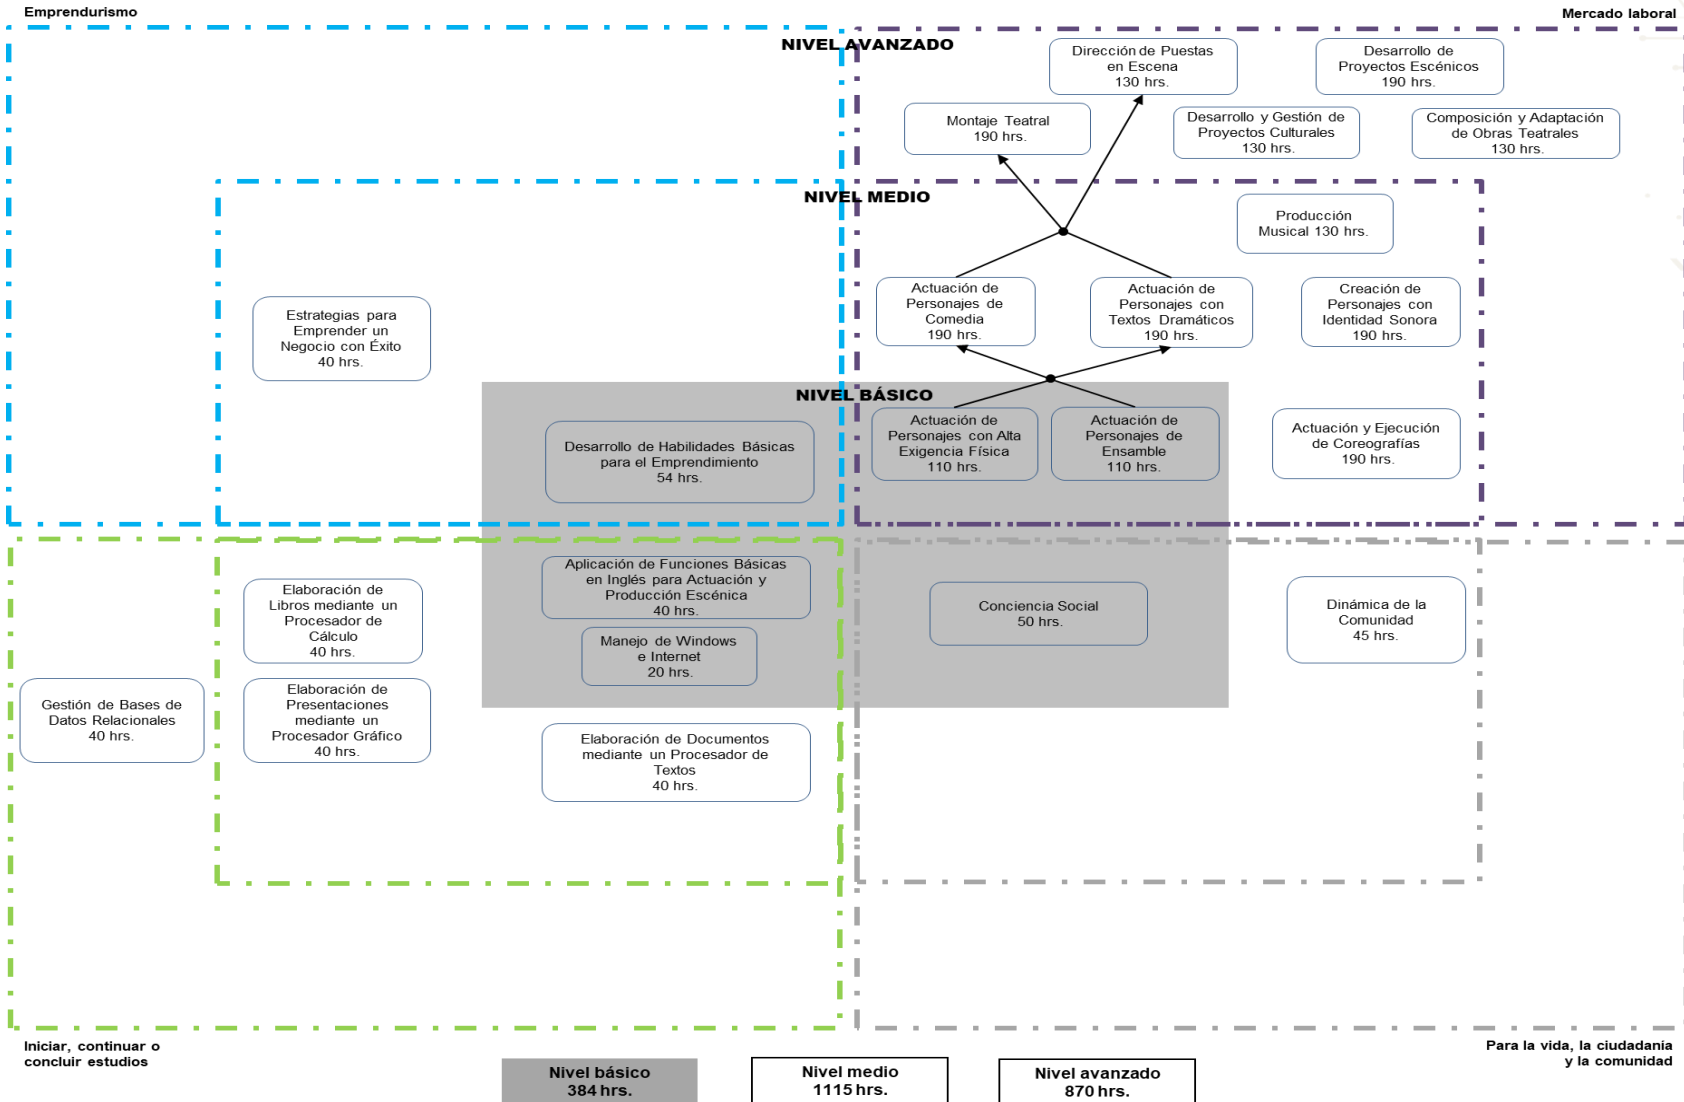 Emprendurismo
Mercado laboral
NIVEL AVANZADO
Dirección de Puestas
en Escena
130 hrs.
Desarrollo de
Proyectos Escénicos
190 hrs.
Montaje Teatral
190 hrs.
Desarrollo y Gestión de
Proyectos Culturales
130 hrs.
Composición y Adaptación
de Obras Teatrales
130 hrs.
NIVEL MEDIO
Producción
Musical 130 hrs.
Estrategias para
Emprender un
Negocio con Éxito
40 hrs.
Actuación de
Personajes de
Comedia
190 hrs.
Actuación de
Personajes con
Textos Dramáticos
190 hrs.
Creación de
Personajes con
Identidad Sonora
190 hrs.
NIVEL BÁSICO
Desarrollo de Habilidades Básicas
para el Emprendimiento
54 hrs.
Actuación de
Personajes con Alta
Exigencia Física
110 hrs.
Actuación de
Personajes de
Ensamble
110 hrs.
Actuación y Ejecución
de Coreografías
190 hrs.
Elaboración de
Libros mediante un
Procesador de
Cálculo
40 hrs.
Aplicación de Funciones Básicas
en Inglés para Actuación y
Producción Escénica
40 hrs.
Manejo de Windows
e Internet
20 hrs.
Conciencia Social
50 hrs.
Dinámica de la
Comunidad
45 hrs.
Gestión de Bases de
Datos Relacionales
40 hrs.
Elaboración de
Presentaciones
mediante un
Procesador Gráfico
40 hrs.
Elaboración de Documentos
mediante un Procesador de
Textos
40 hrs.
Iniciar, continuar o
concluir estudios
Para la vida, la ciudadanía
y la comunidad
Nivel básico
384 hrs.
Nivel medio
1115 hrs.
Nivel avanzado
870 hrs.